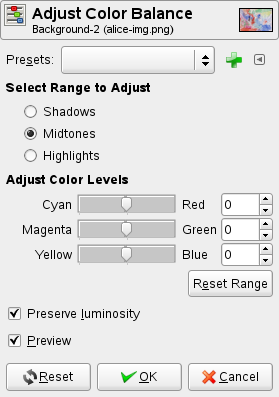 Adjust Color Balance
Background-2 (alice-img.png)
Presets:
Select Range to Adjust
Shadows
Midtones
Highlights
Adjust Color Levels
Cyan Red 0
Magenta Green 0
Yellow Blue 0
Reset Range
Preserve luminosity
Preview
Reset OK Cancel